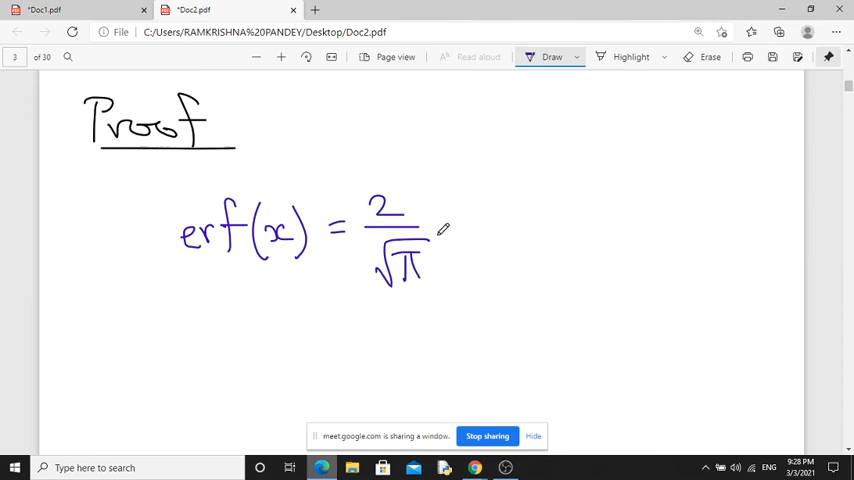 *Doc1.pdf
*Doc2.pdf
File
C:/Users/RAMKRISHNA%20PANDEY/Desktop/Doc2.pdf
3 of 30
Page view
Read aloud
Draw
Highlight
Erase
Proof
erf(x) = 2/√π
meet.google.com is sharing a window.
Stop sharing
Hide
Type here to search
ENG
9:28 PM
3/3/2021